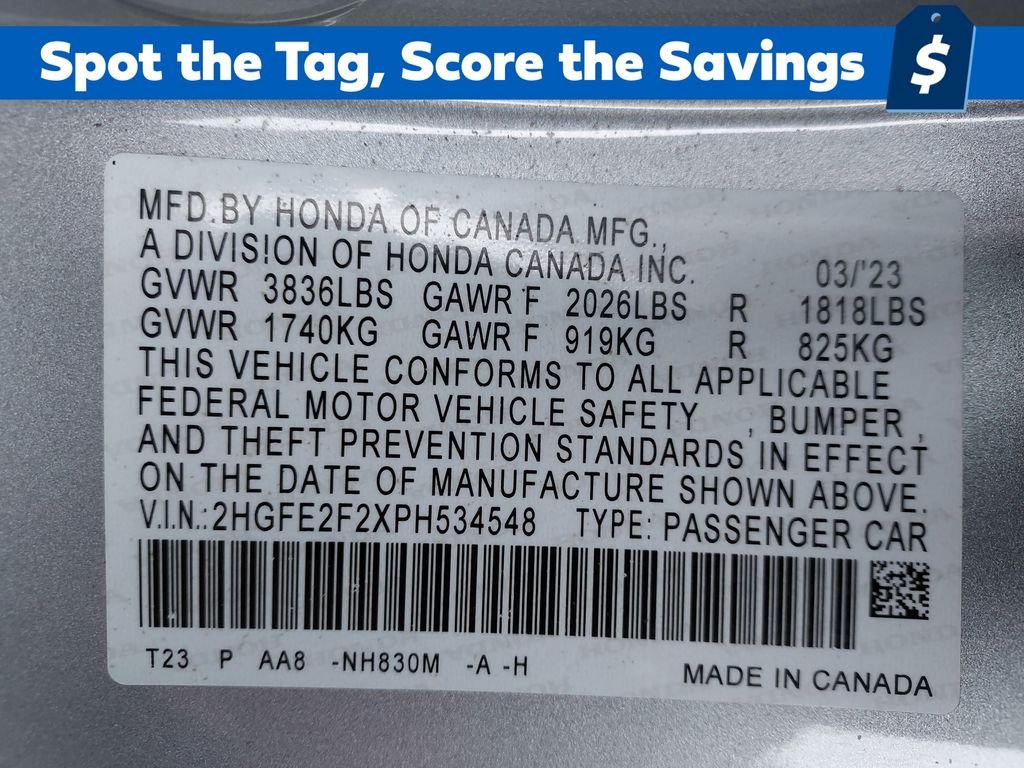 Spot the Tag, Score the Savings $
MFD.BY HONDA OF CANADA MFG.,
A DIVISION OF HONDA CANADA INC. 03/'23
GVWR 3836LBS GAWR F 2026LBS R 1818LBS
GVWR 1740KG GAWR F 919KG R 825KG
THIS VEHICLE CONFORMS TO ALL APPLICABLE
FEDERAL MOTOR VEHICLE SAFETY , BUMPER ,
AND THEFT PREVENTION STANDARDS IN EFFECT
ON THE DATE OF MANUFACTURE SHOWN ABOVE.
V.I.N.:2HGFE2F2XPH534548 TYPE: PASSENGER CAR
T23 P AA8 -NH830M -A -H
MADE IN CANADA